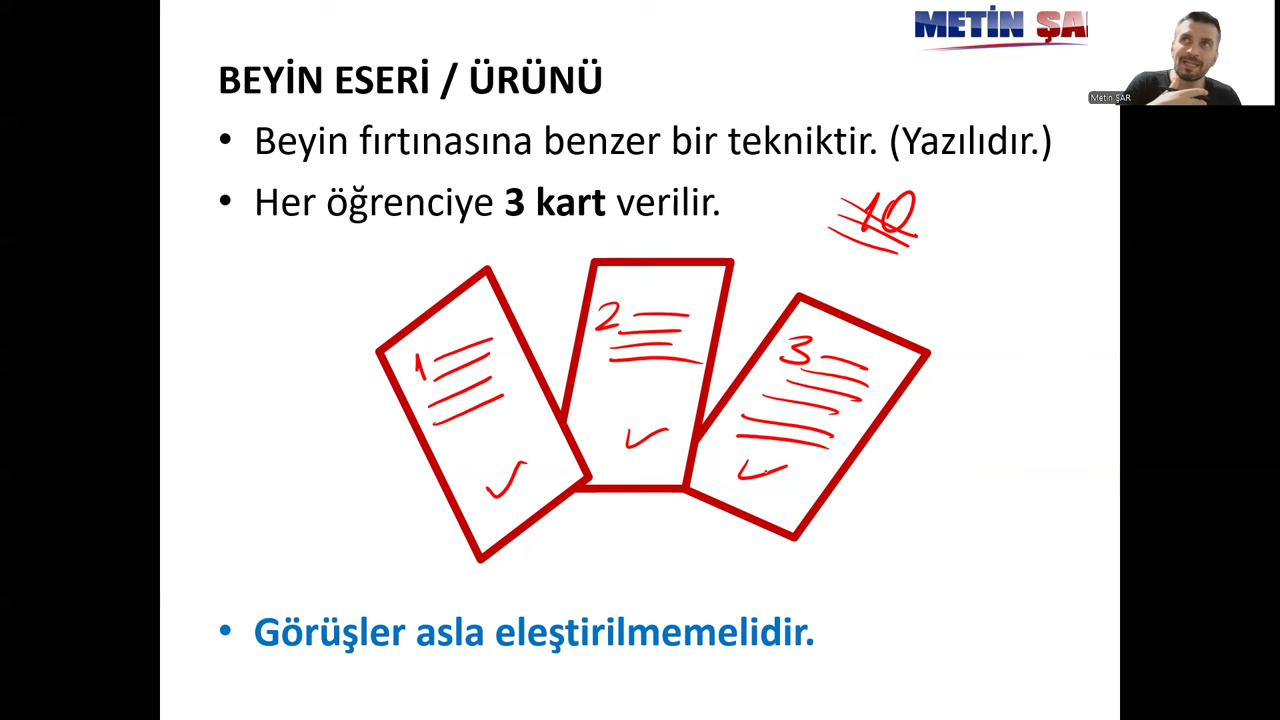 METİN ŞA
Metin ŞAR
BEYİN ESERİ / ÜRÜNÜ
• Beyin fırtınasına benzer bir tekniktir. (Yazılıdır.)
• Her öğrenciye 3 kart verilir.
10
1
2
3
• Görüşler asla eleştirilmemelidir.